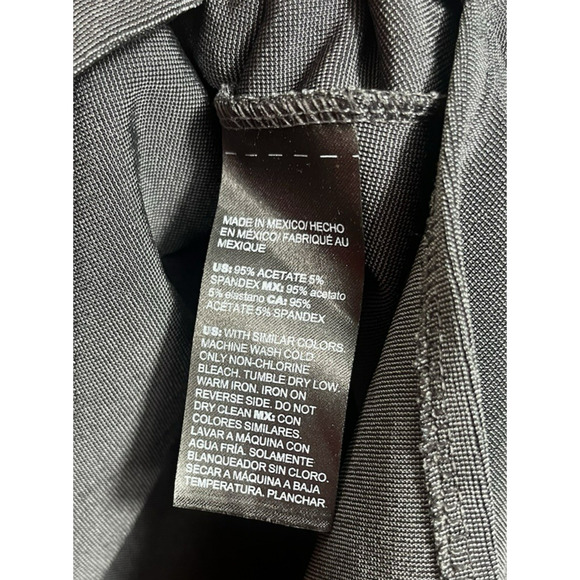 MADE IN MEXICO/ HECHO
EN MÉXICO/ FABRIQUÉ AU
MEXIQUE
US: 95% ACETATE 5%
SPANDEX MX: 95% acetato
5% elastano CA: 95%
ACÉTATE 5% SPANDEX
US: WITH SIMILAR COLORS.
MACHINE WASH COLD
ONLY NON-CHLORINE
BLEACH. TUMBLE DRY LOW.
WARM IRON. IRON ON
REVERSE SIDE. DO NOT
DRY CLEAN MX: CON
COLORES SIMILARES.
LAVAR A MÁQUINA CON
AGUA FRÍA. SOLAMENTE
BLANQUEADOR SIN CLORO.
SECAR A MÁQUINA A BAJA
TEMPERATURA. PLANCHAR